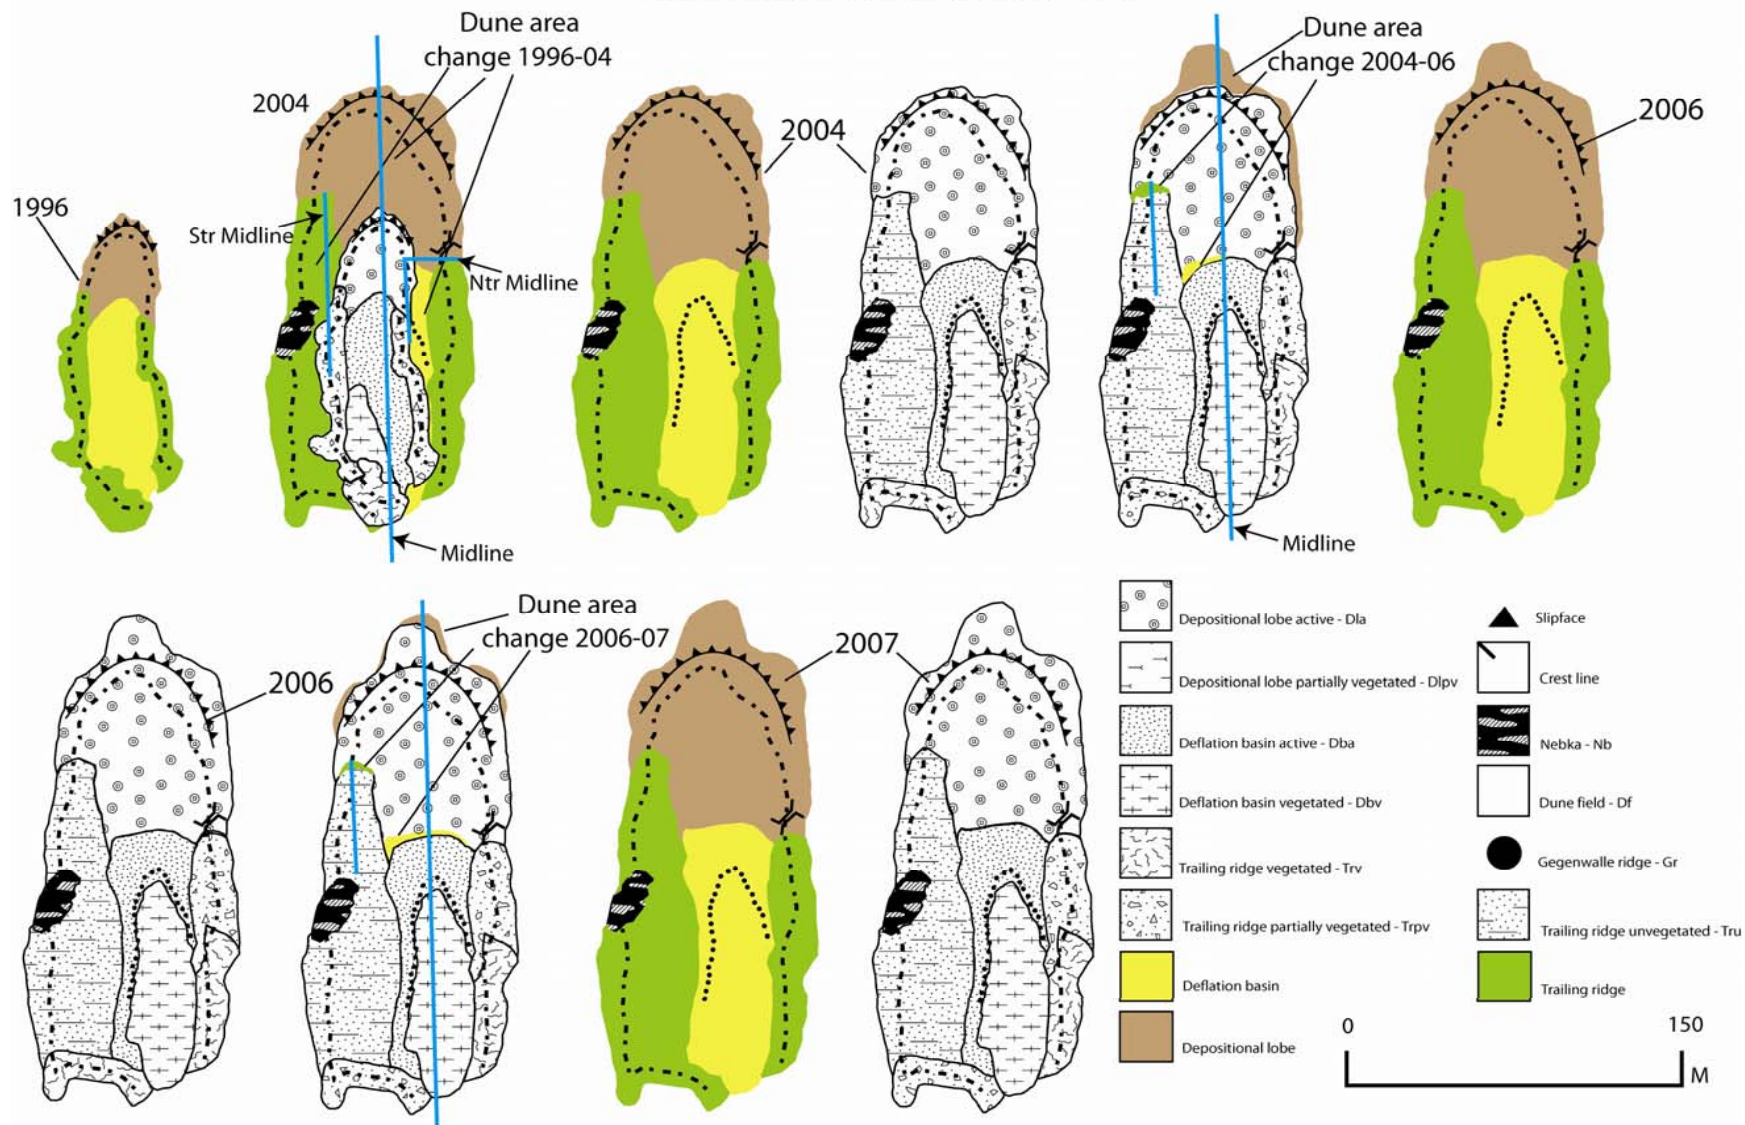 Dune area
change 1996-04
2004
1996
Str Midline
Ntr Midline
Midline
2004
Dune area
change 2004-06
Midline
2006
2006
Dune area
change 2006-07
2007
Depositional lobe active - Dla
Depositional lobe partially vegetated - Dlpv
Deflation basin active - Dba
Deflation basin vegetated - Dbv
Trailing ridge vegetated - Trv
Trailing ridge partially vegetated - Trpv
Deflation basin
Depositional lobe
Slipface
Crest line
Nebka - Nb
Dune field - Df
Gegenwalle ridge - Gr
Trailing ridge unvegetated - Tru
Trailing ridge
0 150
M